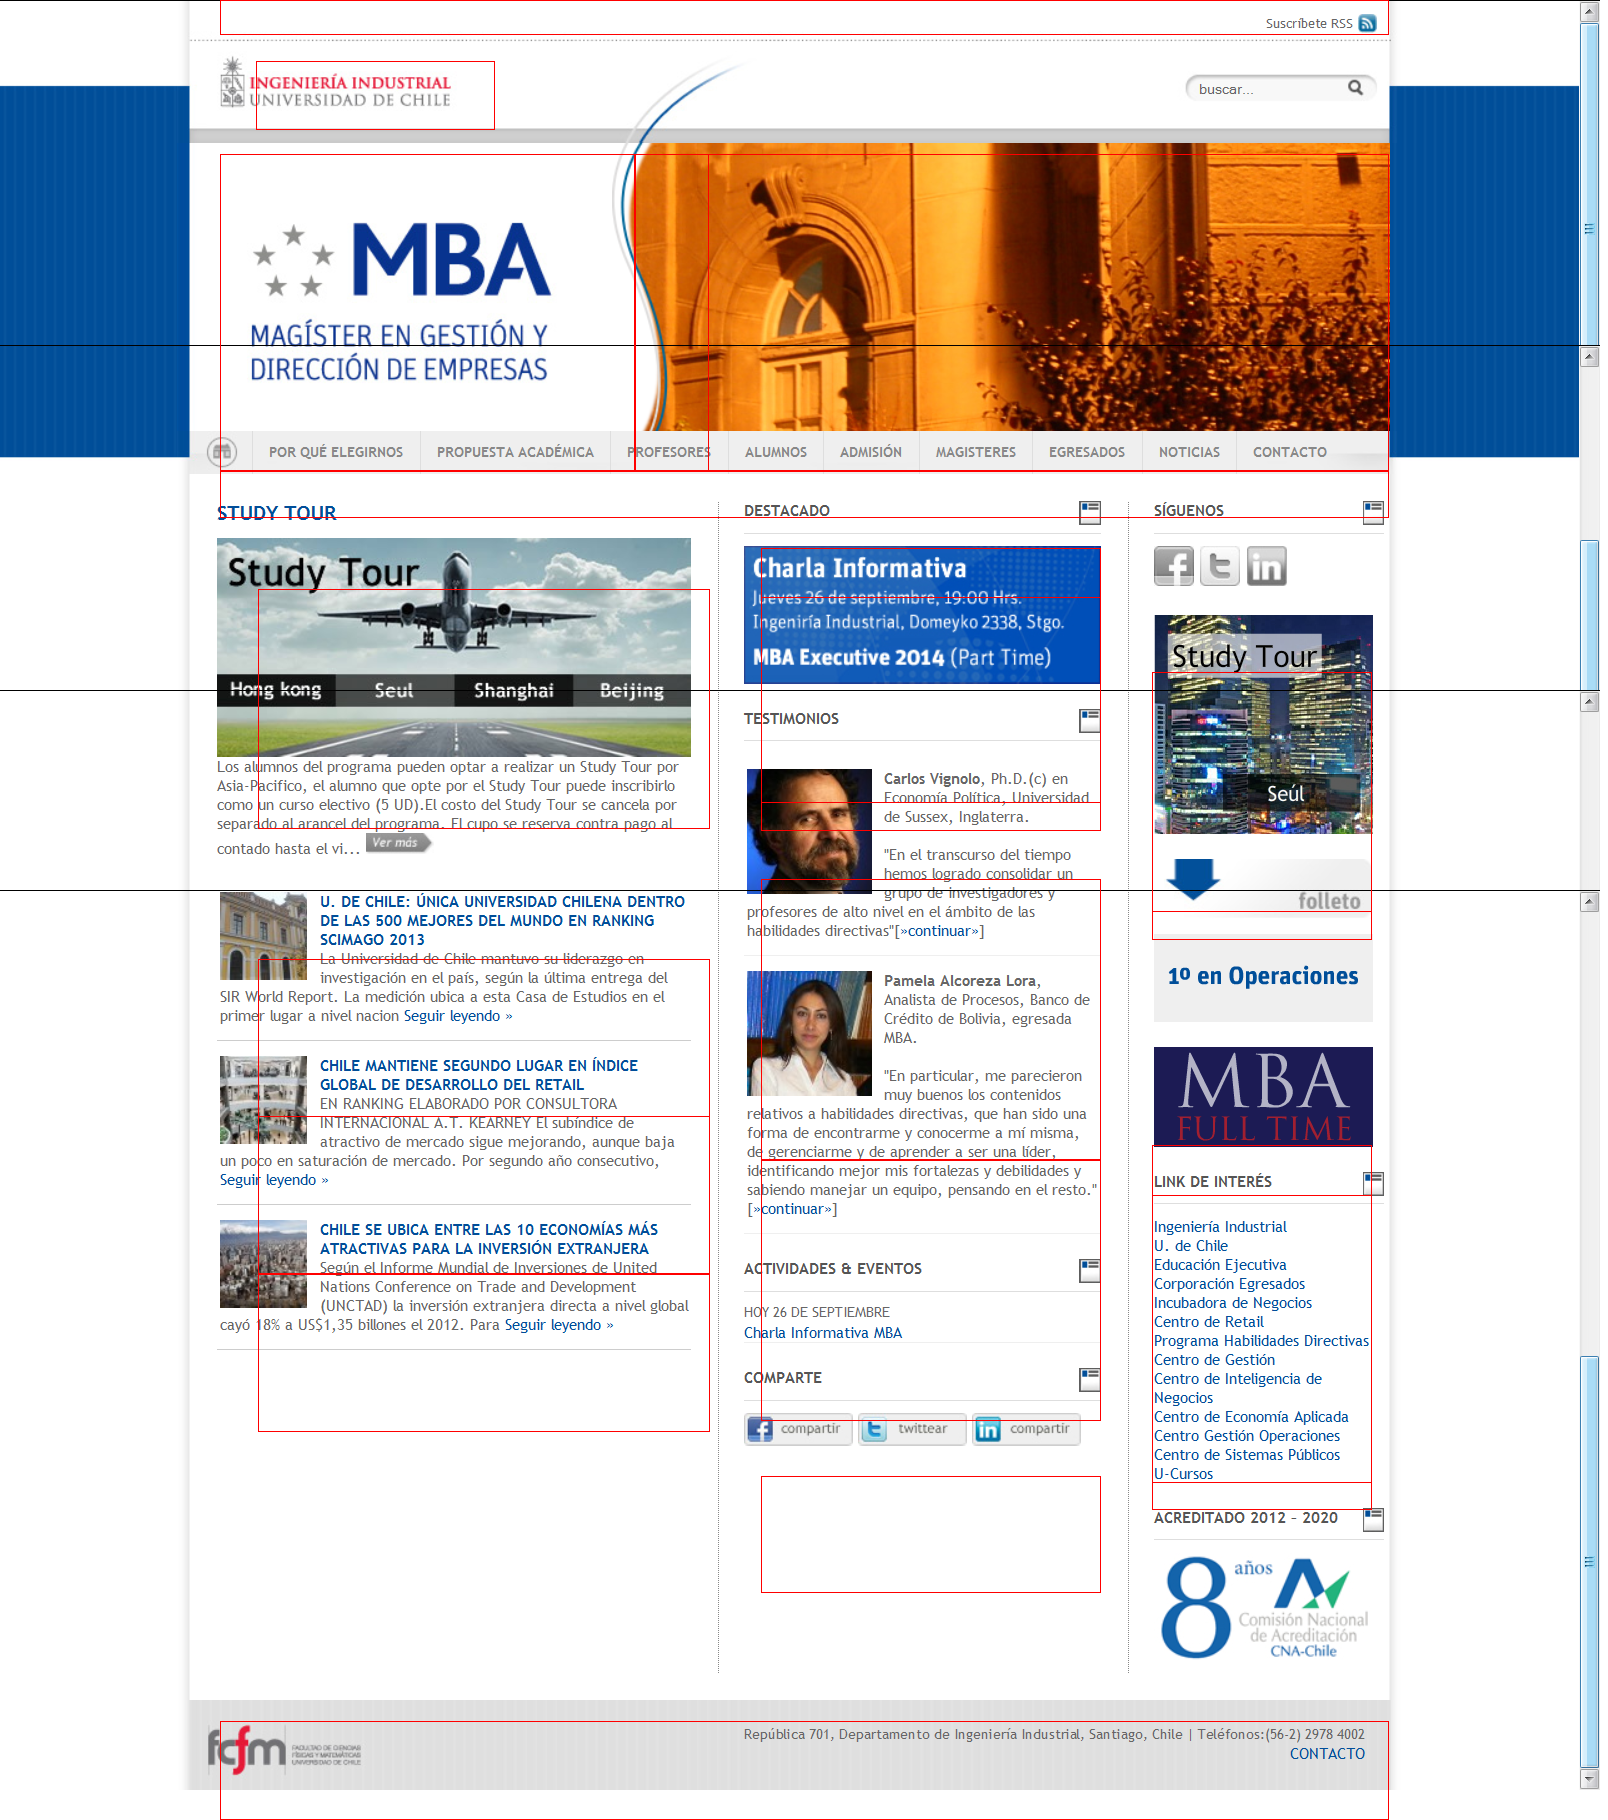 Suscríbete RSS
INGENIERÍA INDUSTRIAL
UNIVERSIDAD DE CHILE
buscar...
MBA
MAGÍSTER EN GESTIÓN Y
DIRECCIÓN DE EMPRESAS
POR QUÉ ELEGIRNOS PROPUESTA ACADÉMICA PROFESORES ALUMNOS ADMISIÓN MAGISTERES EGRESADOS NOTICIAS CONTACTO
STUDY TOUR
Study Tour
Hong kong Seul Shanghai Beijing
Los alumnos del programa pueden optar a realizar un Study Tour por
Asia-Pacifico, el alumno que opte por el Study Tour puede inscribirlo
como un curso electivo (5 UD).El costo del Study Tour se cancela por
separado al arancel del programa. El cupo se reserva contra pago al
contado hasta el vi... Ver más
U. DE CHILE: ÚNICA UNIVERSIDAD CHILENA DENTRO
DE LAS 500 MEJORES DEL MUNDO EN RANKING
SCIMAGO 2013
La Universidad de Chile mantuvo su liderazgo en
investigación en el país, según la última entrega del
SIR World Report. La medición ubica a esta Casa de Estudios en el
primer lugar a nivel nacion Seguir leyendo »
CHILE MANTIENE SEGUNDO LUGAR EN ÍNDICE
GLOBAL DE DESARROLLO DEL RETAIL
EN RANKING ELABORADO POR CONSULTORA
INTERNACIONAL A.T. KEARNEY El subíndice de
atractivo de mercado sigue mejorando, aunque baja
un poco en saturación de mercado. Por segundo año consecutivo,
Seguir leyendo »
CHILE SE UBICA ENTRE LAS 10 ECONOMÍAS MÁS
ATRACTIVAS PARA LA INVERSIÓN EXTRANJERA
Según el Informe Mundial de Inversiones de United
Nations Conference on Trade and Development
(UNCTAD) la inversión extranjera directa a nivel global
cayó 18% a US$1,35 billones el 2012. Para Seguir leyendo »
DESTACADO
Charla Informativa
Jueves 26 de septiembre, 19:00 Hrs.
Ingeniría Industrial, Domeyko 2338, Stgo.
MBA Executive 2014 (Part Time)
TESTIMONIOS
Carlos Vignolo, Ph.D.(c) en
Economía Política, Universidad
de Sussex, Inglaterra.
"En el transcurso del tiempo
hemos logrado consolidar un
grupo de investigadores y
profesores de alto nivel en el ámbito de las
habilidades directivas"[»continuar»]
Pamela Alcoreza Lora,
Analista de Procesos, Banco de
Crédito de Bolivia, egresada
MBA.
"En particular, me parecieron
muy buenos los contenidos
relativos a habilidades directivas, que han sido una
forma de encontrarme y conocerme a mí misma,
de gerenciarme y de aprender a ser una líder,
identificando mejor mis fortalezas y debilidades y
sabiendo manejar un equipo, pensando en el resto."
[»continuar»]
ACTIVIDADES & EVENTOS
HOY 26 DE SEPTIEMBRE
Charla Informativa MBA
COMPARTE
compartir twittear compartir
SÍGUENOS
Study Tour
Seúl
folleto
1º en Operaciones
MBA
FULL TIME
LINK DE INTERÉS
Ingeniería Industrial
U. de Chile
Educación Ejecutiva
Corporación Egresados
Incubadora de Negocios
Centro de Retail
Programa Habilidades Directivas
Centro de Gestión
Centro de Inteligencia de
Negocios
Centro de Economía Aplicada
Centro Gestión Operaciones
Centro de Sistemas Públicos
U-Cursos
ACREDITADO 2012 – 2020
8 años
Comisión Nacional
de Acreditación
CNA-Chile
fcfm
FACULTAD DE CIENCIAS
FÍSICAS Y MATEMÁTICAS
UNIVERSIDAD DE CHILE
República 701, Departamento de Ingeniería Industrial, Santiago, Chile | Teléfonos:(56-2) 2978 4002
CONTACTO